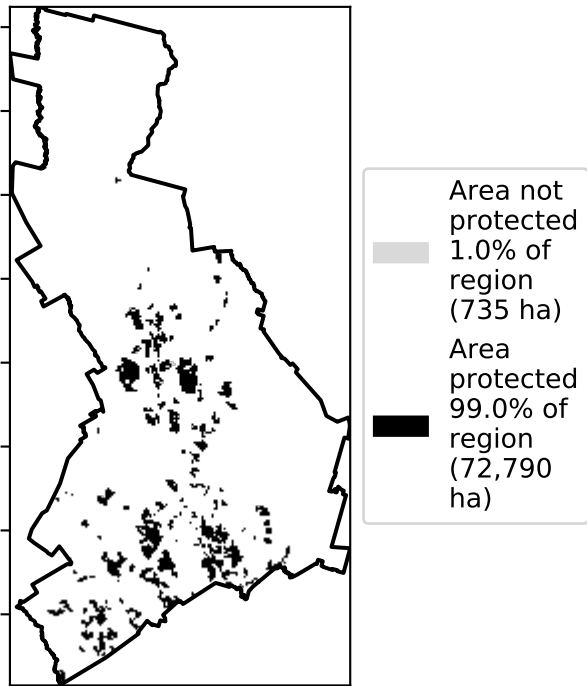 Area not
protected
1.0% of
region
(735 ha)
Area
protected
99.0% of
region
(72,790
ha)